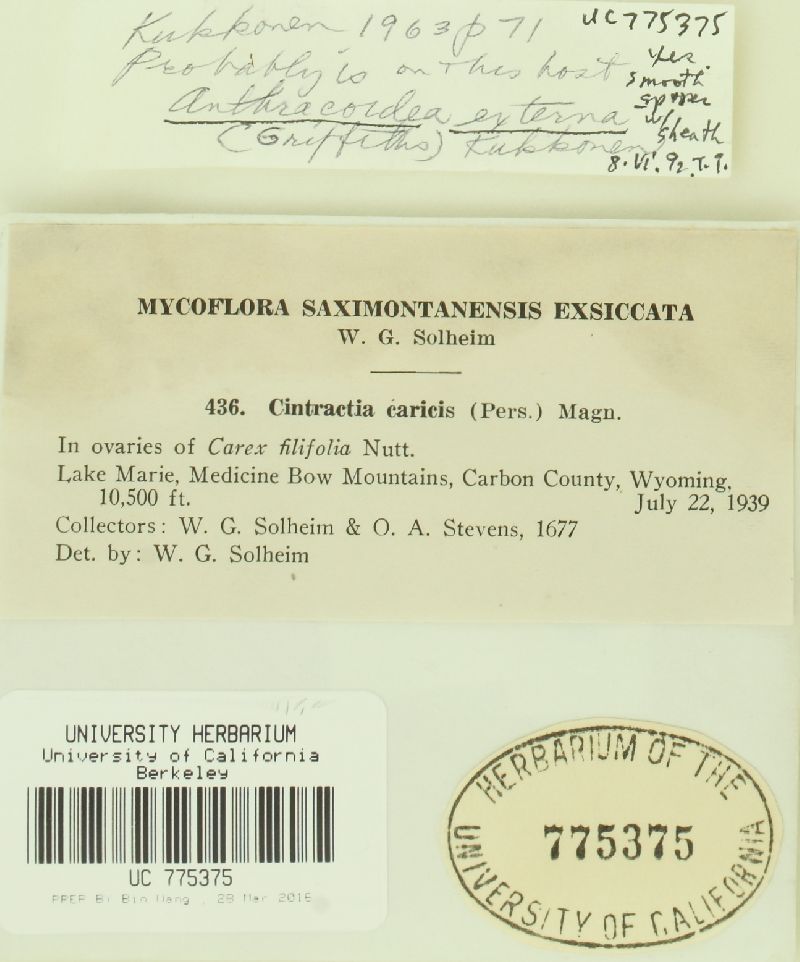 Kukkonen 1963 p 71
UC775375
Probably is on this host
Anthracoidea externa
(Griffiths) Kukkonen
yes.
smooth
spores
w/
sheath
8.VI.92.T.T.
MYCOFLORA SAXIMONTANENSIS EXSICCATA
W. G. Solheim
436. Cintractia caricis (Pers.) Magn.
In ovaries of Carex filifolia Nutt.
Lake Marie, Medicine Bow Mountains, Carbon County, Wyoming,
10,500 ft. July 22, 1939
Collectors: W. G. Solheim & O. A. Stevens, 1677
Det. by: W. G. Solheim
UNIVERSITY HERBARIUM
University of California
Berkeley
UC 775375
PREP Bi Bin Wang , 28 Mar 2016
HERBARIUM OF THE
775375
UNIVERSITY OF CALIFORNIA